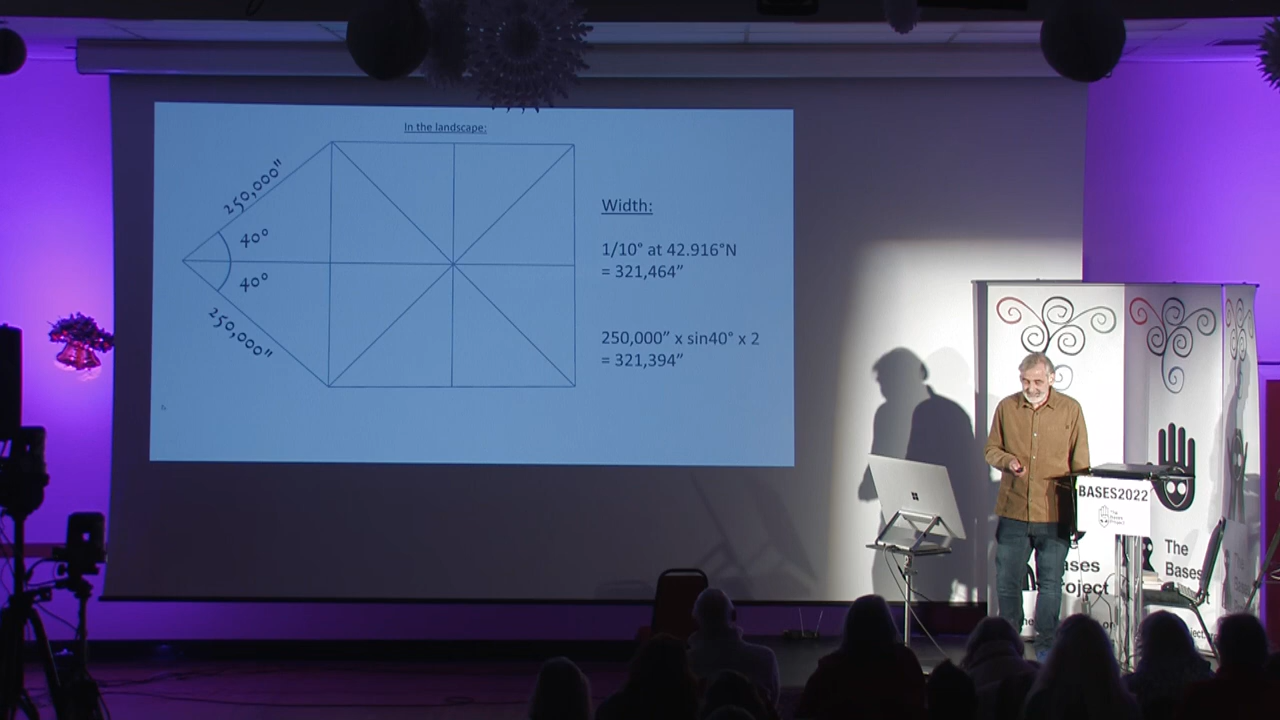 In the landscape:
250,000"
40°
40°
250,000"
Width:
1/10° at 42.916°N
= 321,464”
250,000” x sin40° x 2
= 321,394”
BASES2022
The
Bases
Project
The
Bases